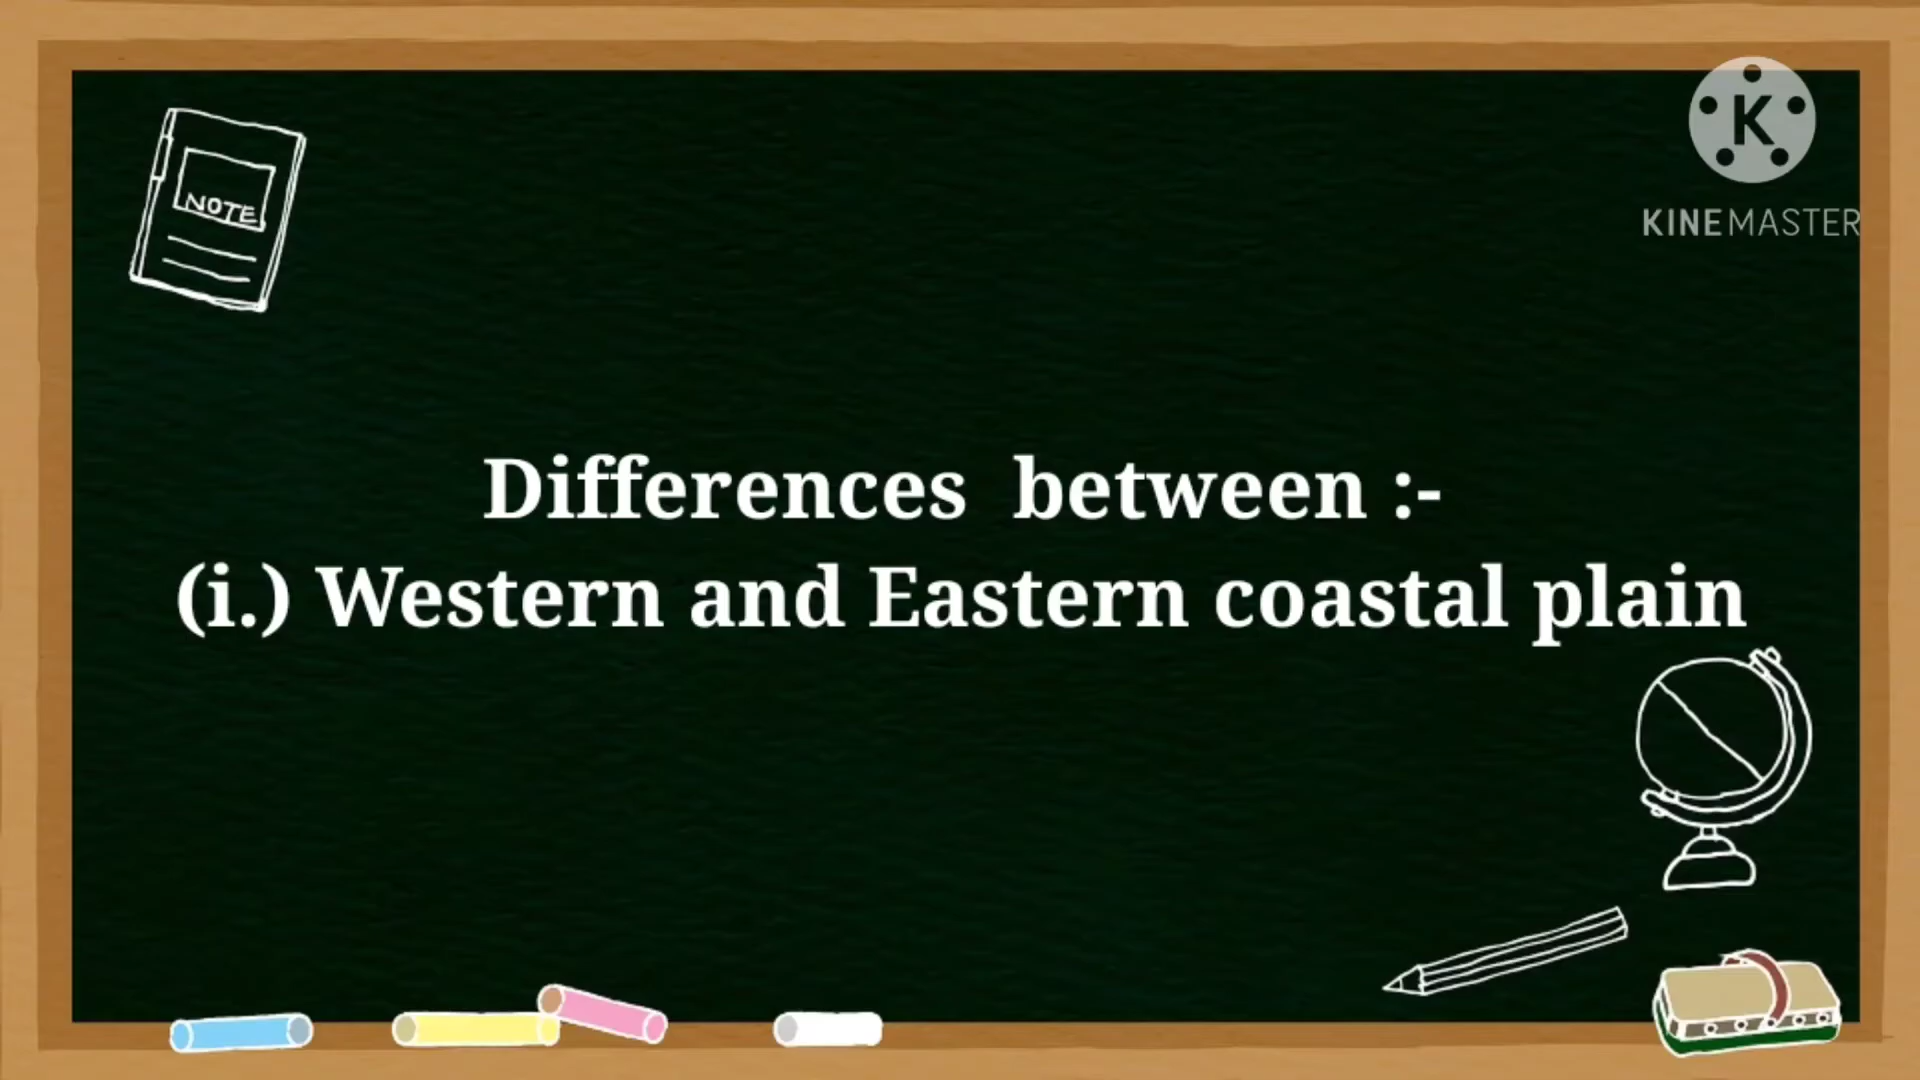 NOTE
K
KINEMASTER
Differences between :-
(i.) Western and Eastern coastal plain